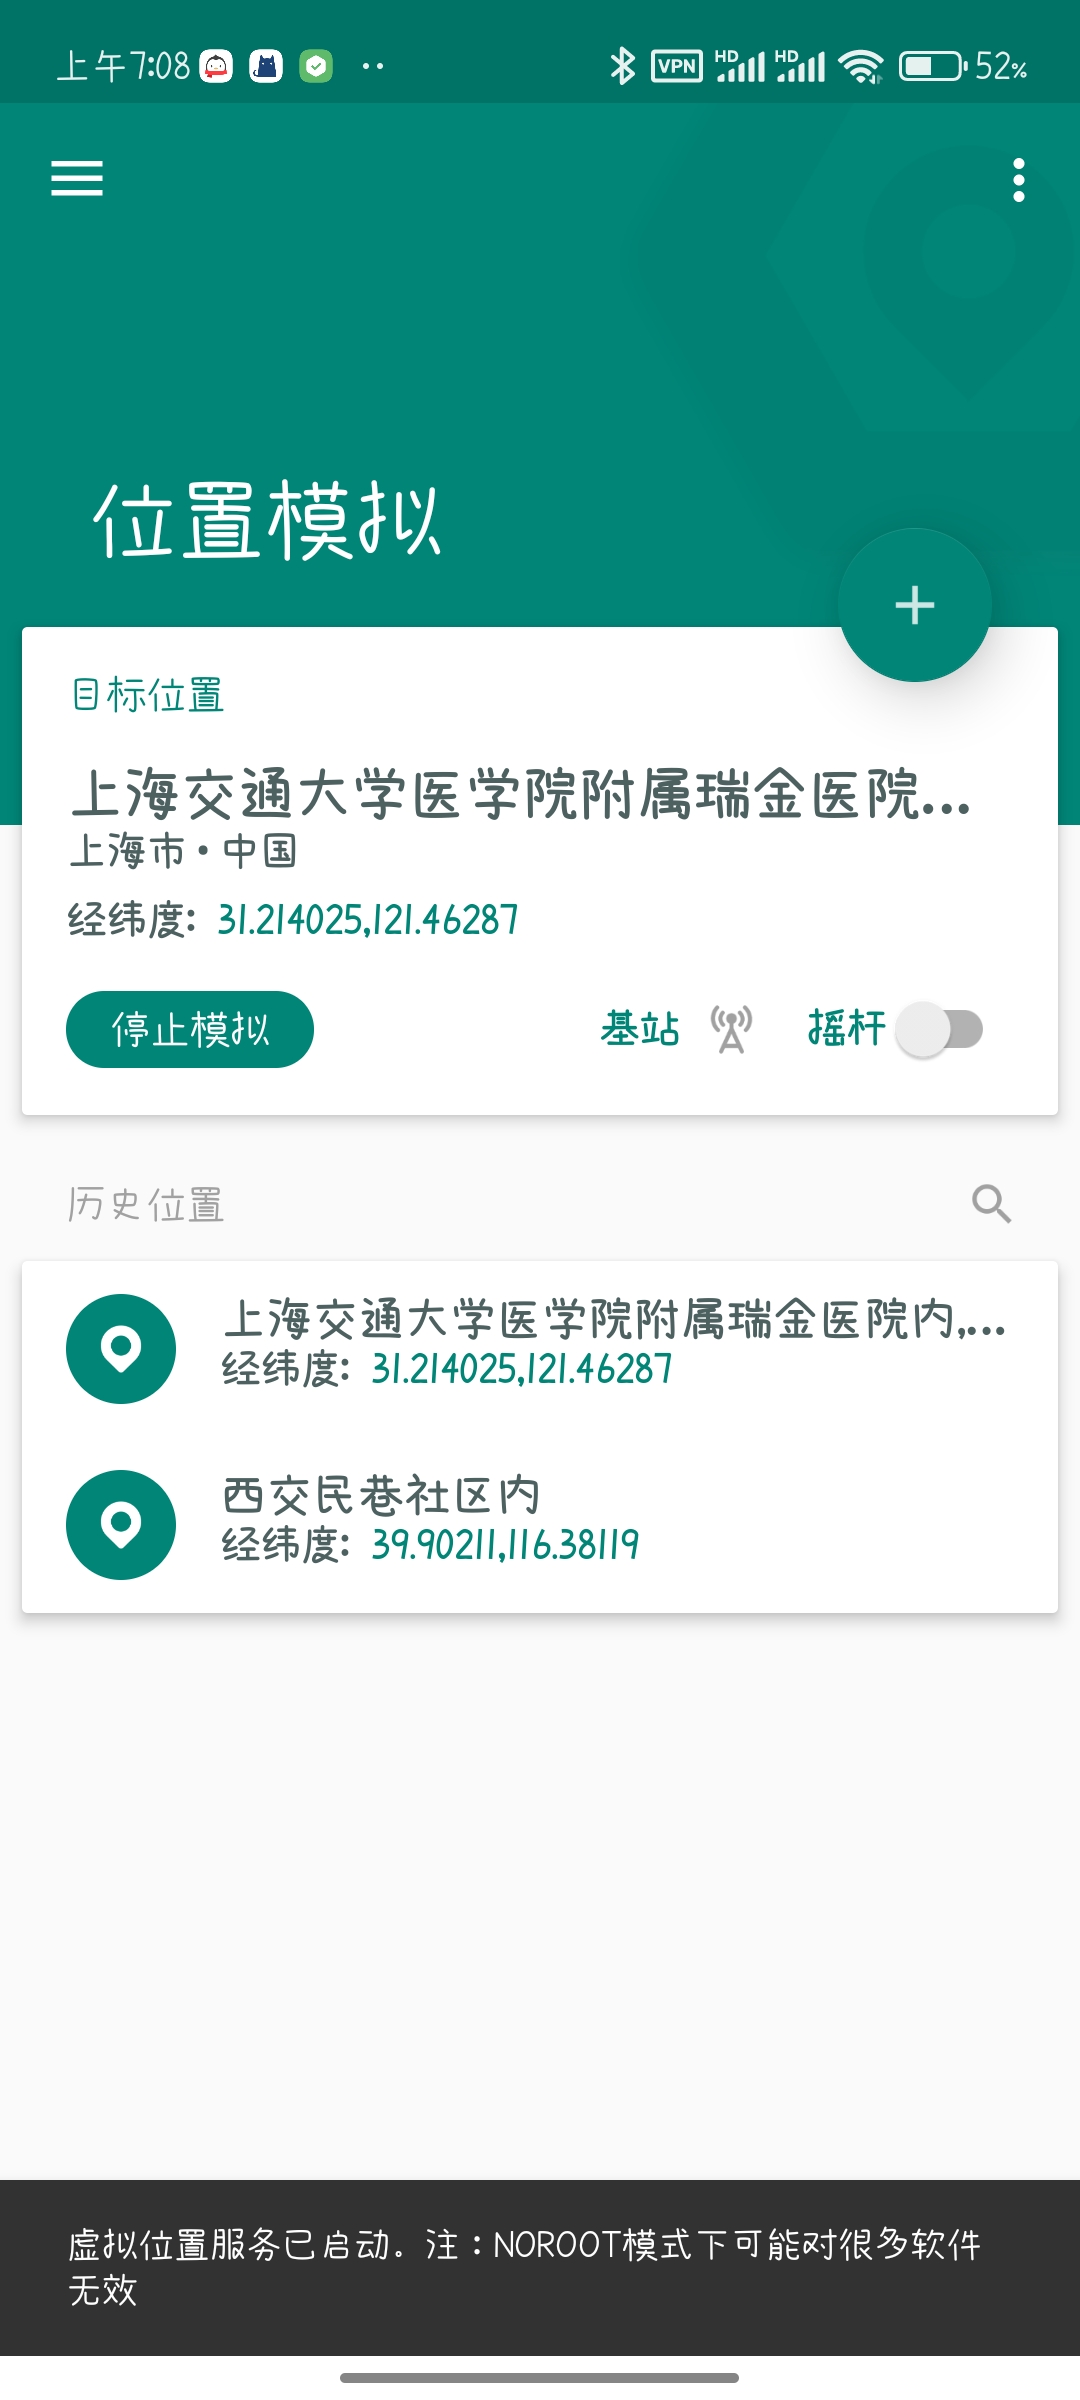 上午7:08
VPN HD HD 52%
位置模拟
目标位置
上海交通大学医学院附属瑞金医院...
上海市·中国
经纬度: 31.214025,121.46287
停止模拟 基站 摇杆
历史位置
上海交通大学医学院附属瑞金医院内,...
经纬度: 31.214025,121.46287
西交民巷社区内
经纬度: 39.90211,116.38119
虚拟位置服务已启动。注：NOROOT模式下可能对很多软件
无效